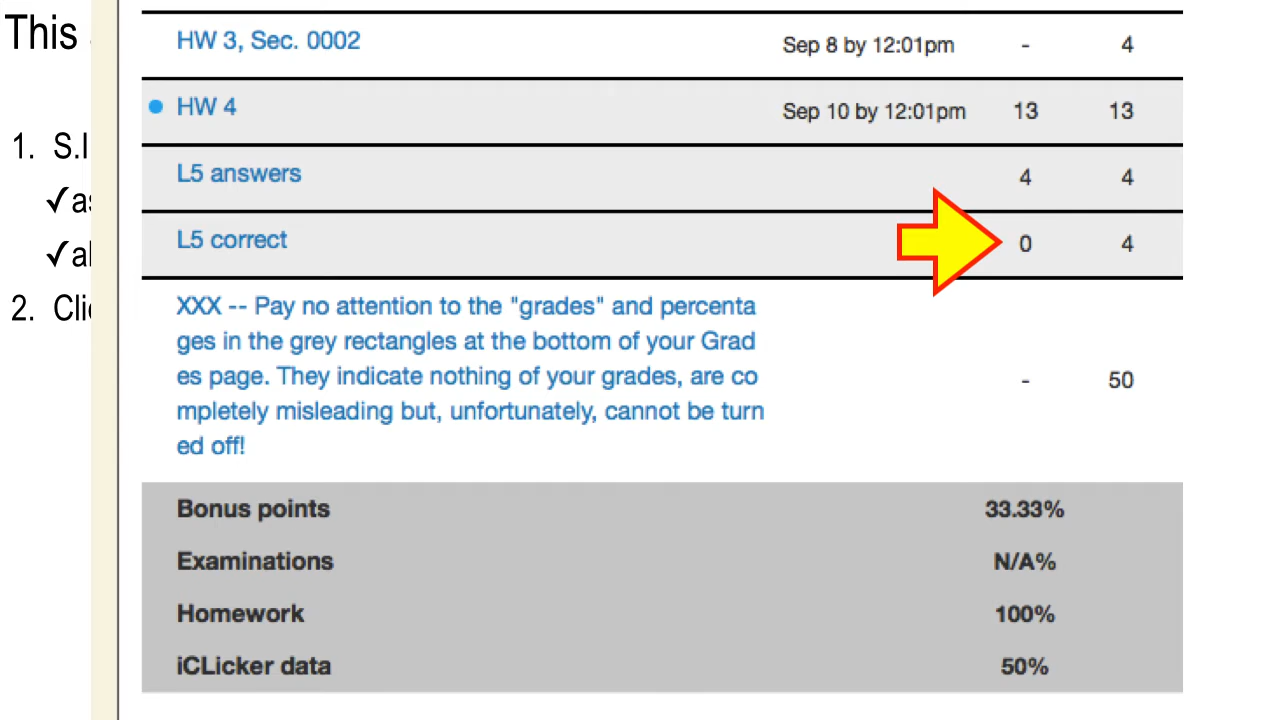 This
HW 3, Sec. 0002 Sep 8 by 12:01pm - 4
HW 4 Sep 10 by 12:01pm 13 13
1. S.I
L5 answers 4 4
✓as
L5 correct 0 4
✓al
2. Clic
XXX -- Pay no attention to the "grades" and percenta
ges in the grey rectangles at the bottom of your Grad
es page. They indicate nothing of your grades, are co
mpletely misleading but, unfortunately, cannot be turn
ed off!
- 50
Bonus points 33.33%
Examinations N/A%
Homework 100%
iCLicker data 50%